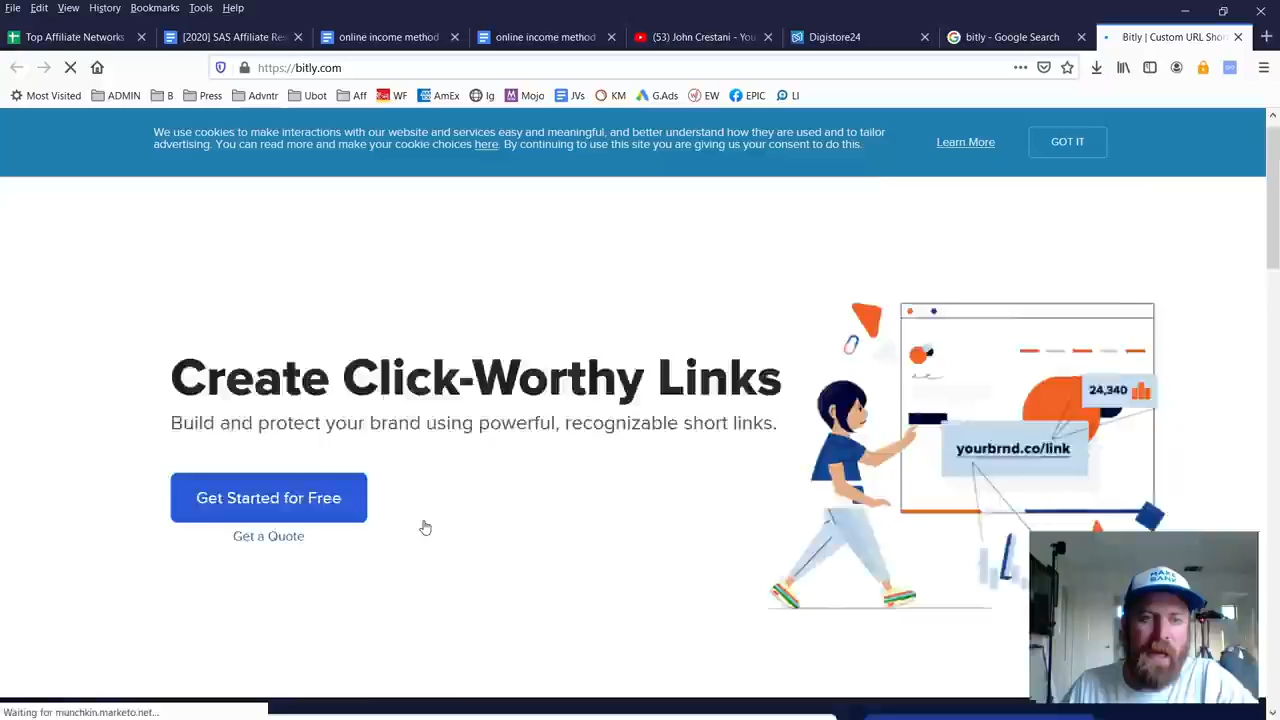 File Edit View History Bookmarks Tools Help
Top Affiliate Networks
[2020] SAS Affiliate Res
online income method
online income method
(53) John Crestani - You
Digistore24
bitly - Google Search
Bitly | Custom URL Shor
https://bitly.com
Most Visited ADMIN B Press Advntr Ubot Aff WF AmEx Ig Mojo JVs KM G.Ads EW EPIC LI
We use cookies to make interactions with our website and services easy and meaningful, and better understand how they are used and to tailor
advertising. You can read more and make your cookie choices here. By continuing to use this site you are giving us your consent to do this.
Learn More
GOT IT
Create Click-Worthy Links
Build and protect your brand using powerful, recognizable short links.
Get Started for Free
Get a Quote
24,340
yourbrnd.co/link
MAKE
BANK
Waiting for munchkin.marketo.net...